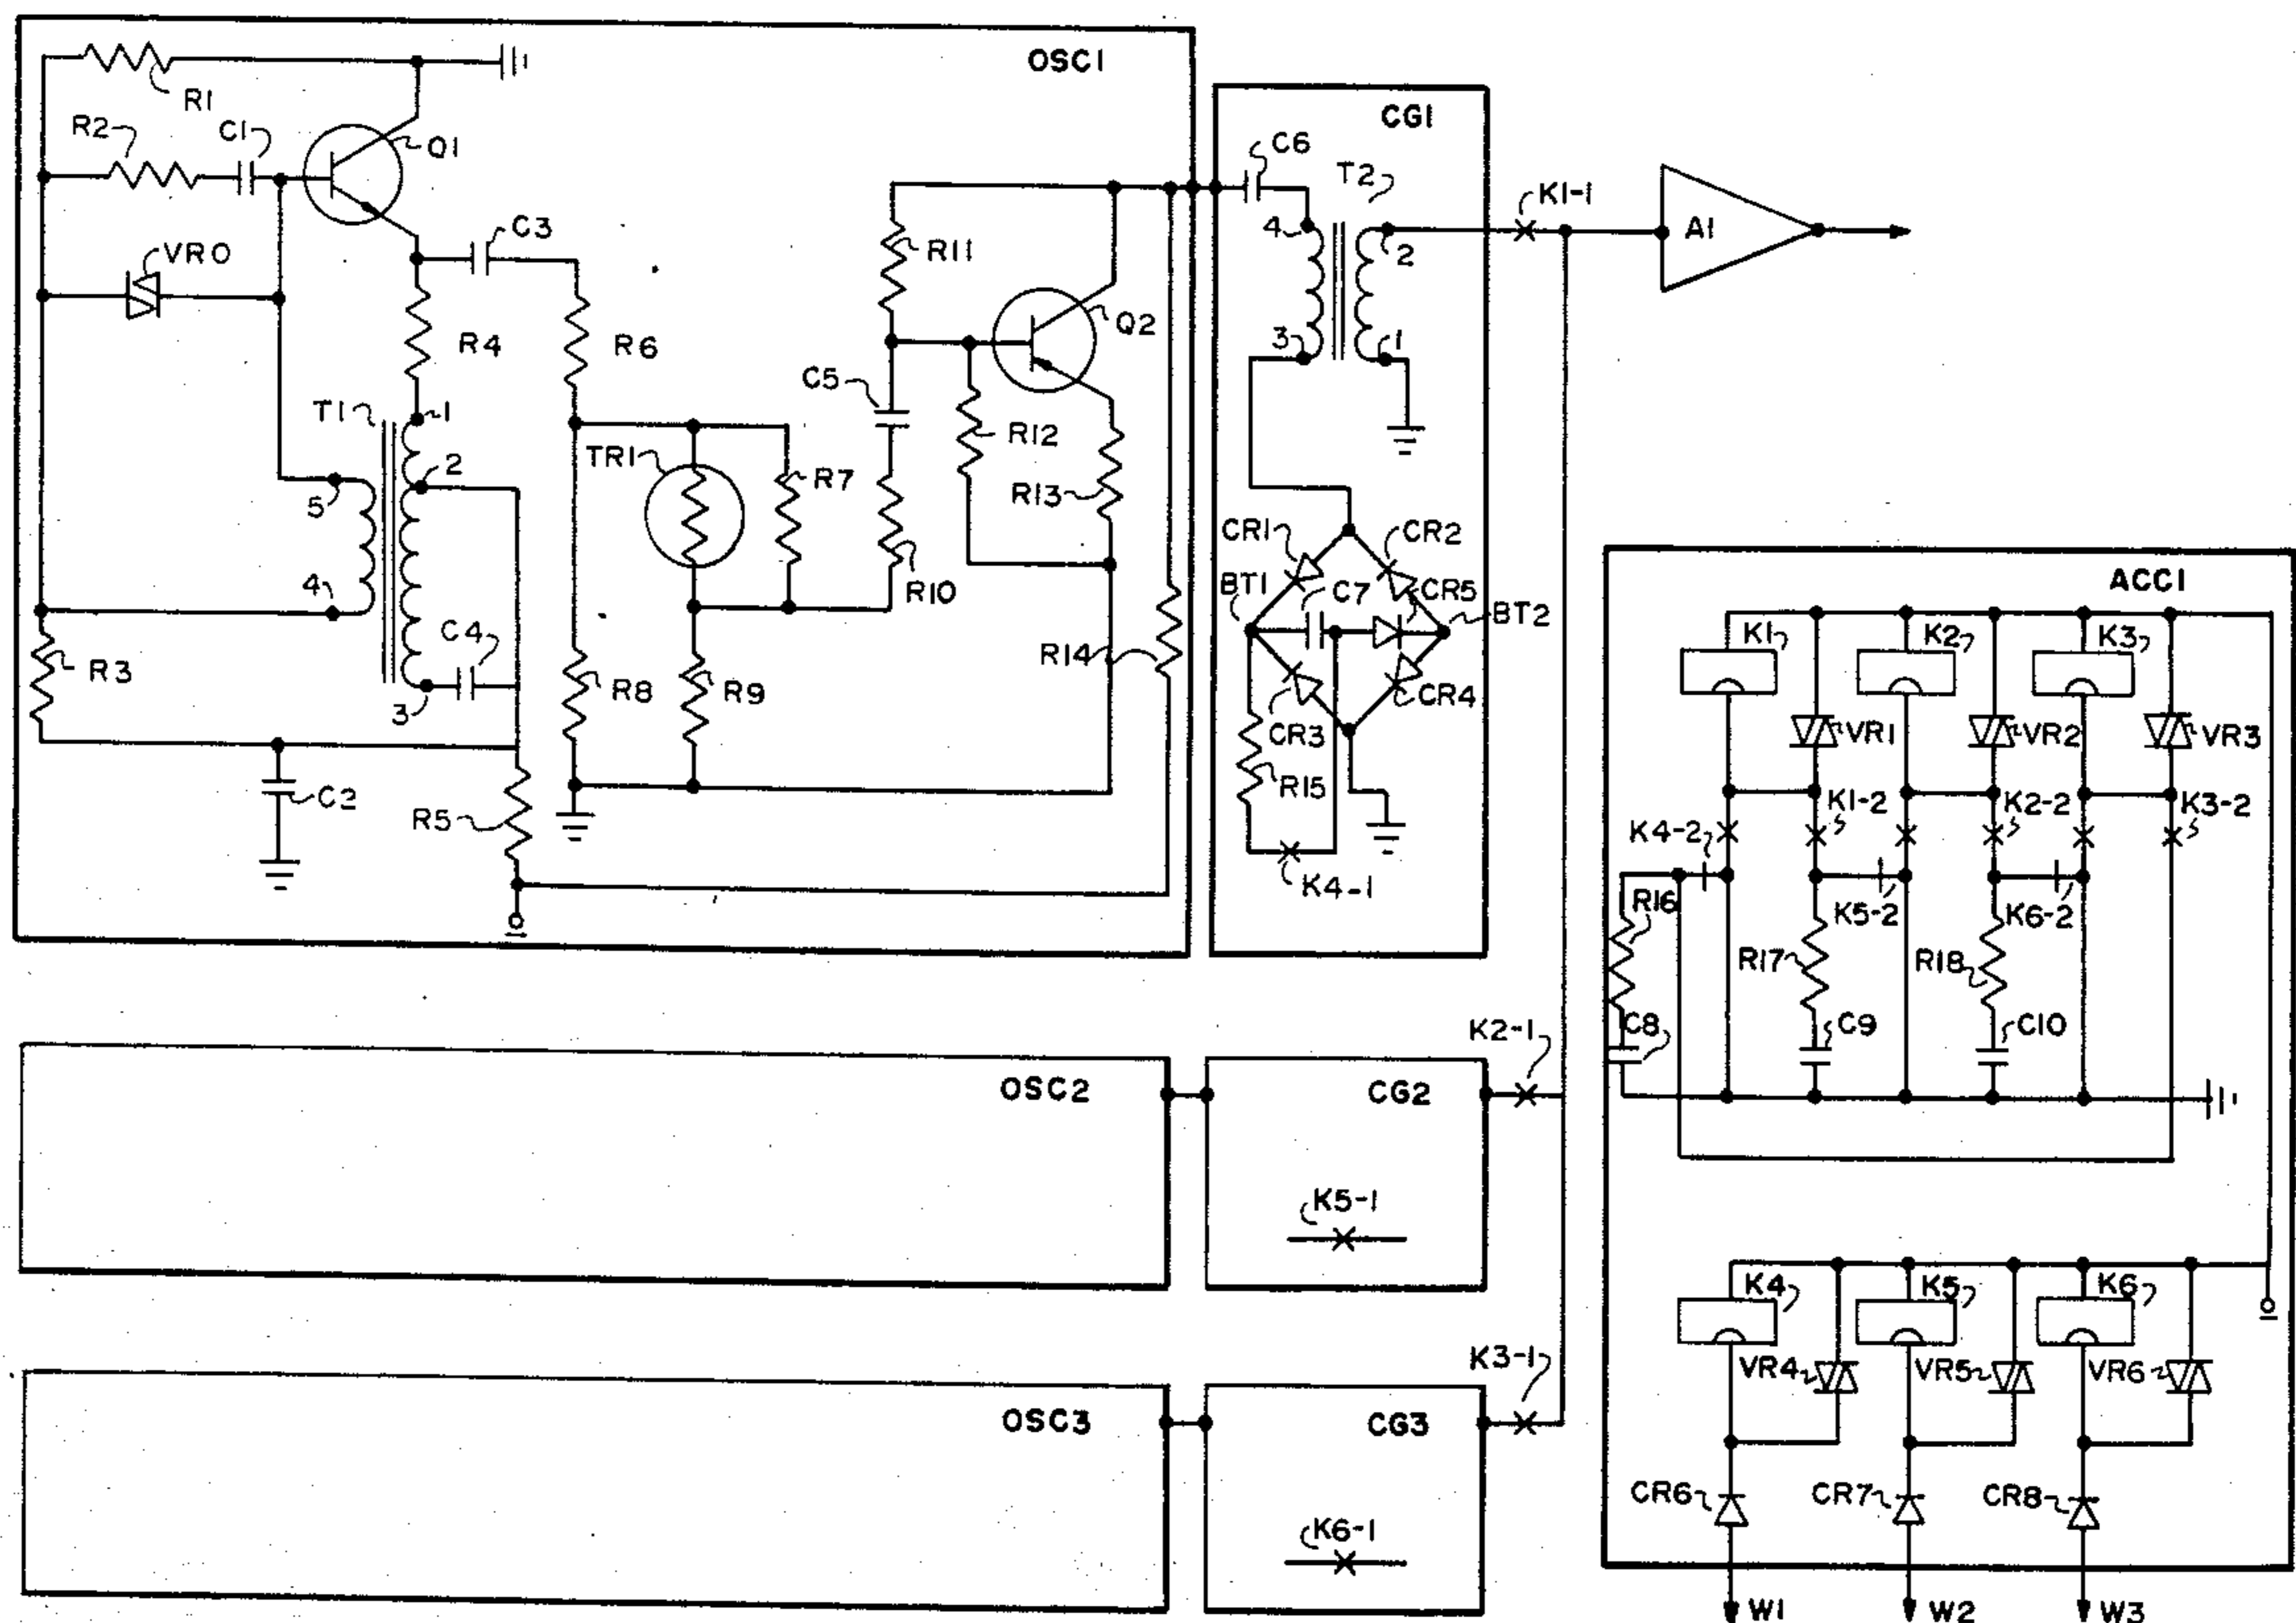 OSC1
R1
R2
C1
Q1
VR0
C3
R4
R6
T1
1
2
5
4
3
C4
R3
C2
R5
TR1
R7
R8
R9
R10
C5
R11
R12
R13
Q2
R14
CG1
C6
T2
4
2
3
1
K1-1
A1
CR1
CR2
BT1
C7
CR5
BT2
CR3
CR4
R15
K4-1
ACC1
K1
K2
K3
VR1
VR2
VR3
K4-2
K1-2
K2-2
K3-2
R16
K5-2
K6-2
R17
R18
C8
C9
C10
OSC2
CG2
K2-1
K5-1
OSC3
CG3
K3-1
K6-1
K4
K5
K6
VR4
VR5
VR6
CR6
CR7
CR8
W1
W2
W3